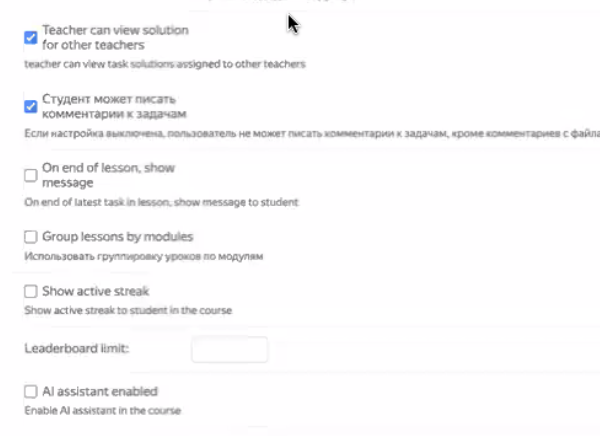 Teacher can view solution
for other teachers
teacher can view task solutions assigned to other teachers
Студент может писать
комментарии к задачам
Если настройка выключена, пользователь не может писать комментарии к задачам, кроме комментариев с файла
On end of lesson, show
message
On end of latest task in lesson, show message to student
Group lessons by modules
Использовать группировку уроков по модулям
Show active streak
Show active streak to student in the course
Leaderboard limit:
AI assistant enabled
Enable AI assistant in the course